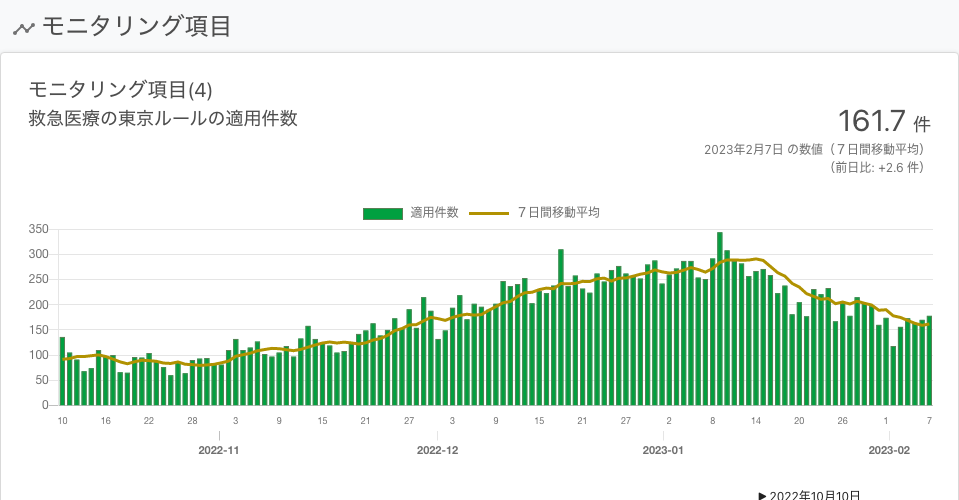 モニタリング項目
モニタリング項目(4)
救急医療の東京ルールの適用件数
161.7 件
2023年2月7日 の数値（７日間移動平均）
（前日比: +2.6 件）
適用件数 ７日間移動平均
350
300
250
200
150
100
50
0
10 16 22 28 3 9 15 21 27 3 9 15 21 27 2 8 14 20 26 1 7
2022-11 2022-12 2023-01 2023-02
▶ 2022年10月10日